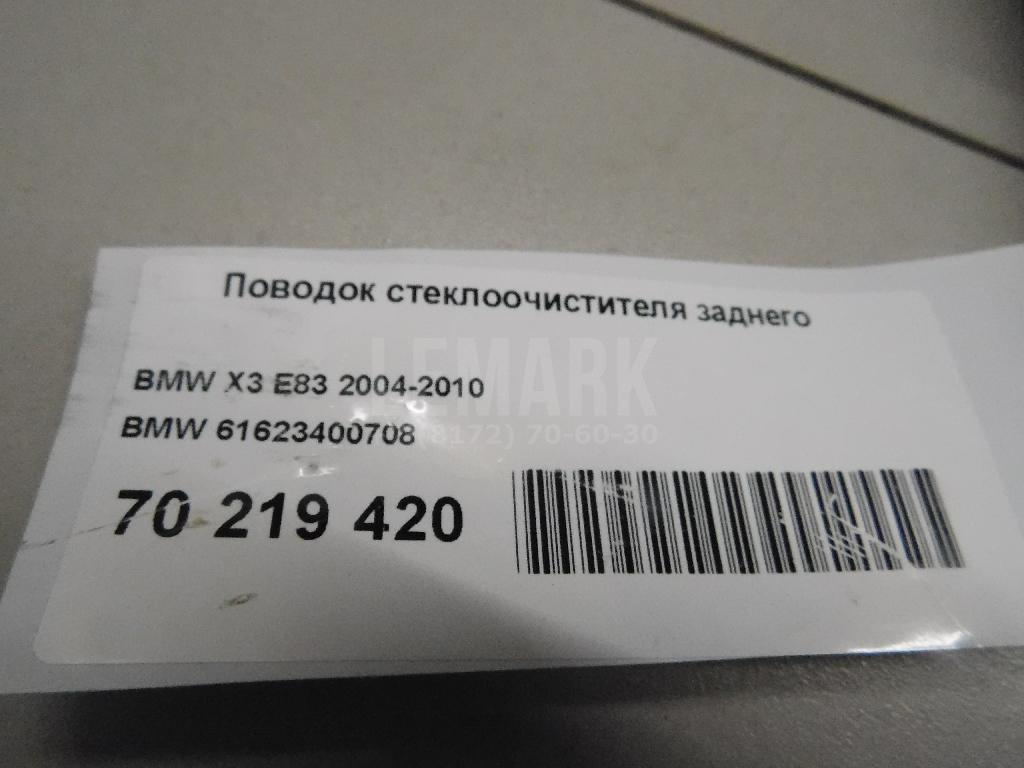 Поводок стеклоочистителя заднего
LEMARK
BMW X3 E83 2004-2010
BMW 61623400708
(8172) 70-60-30
70 219 420